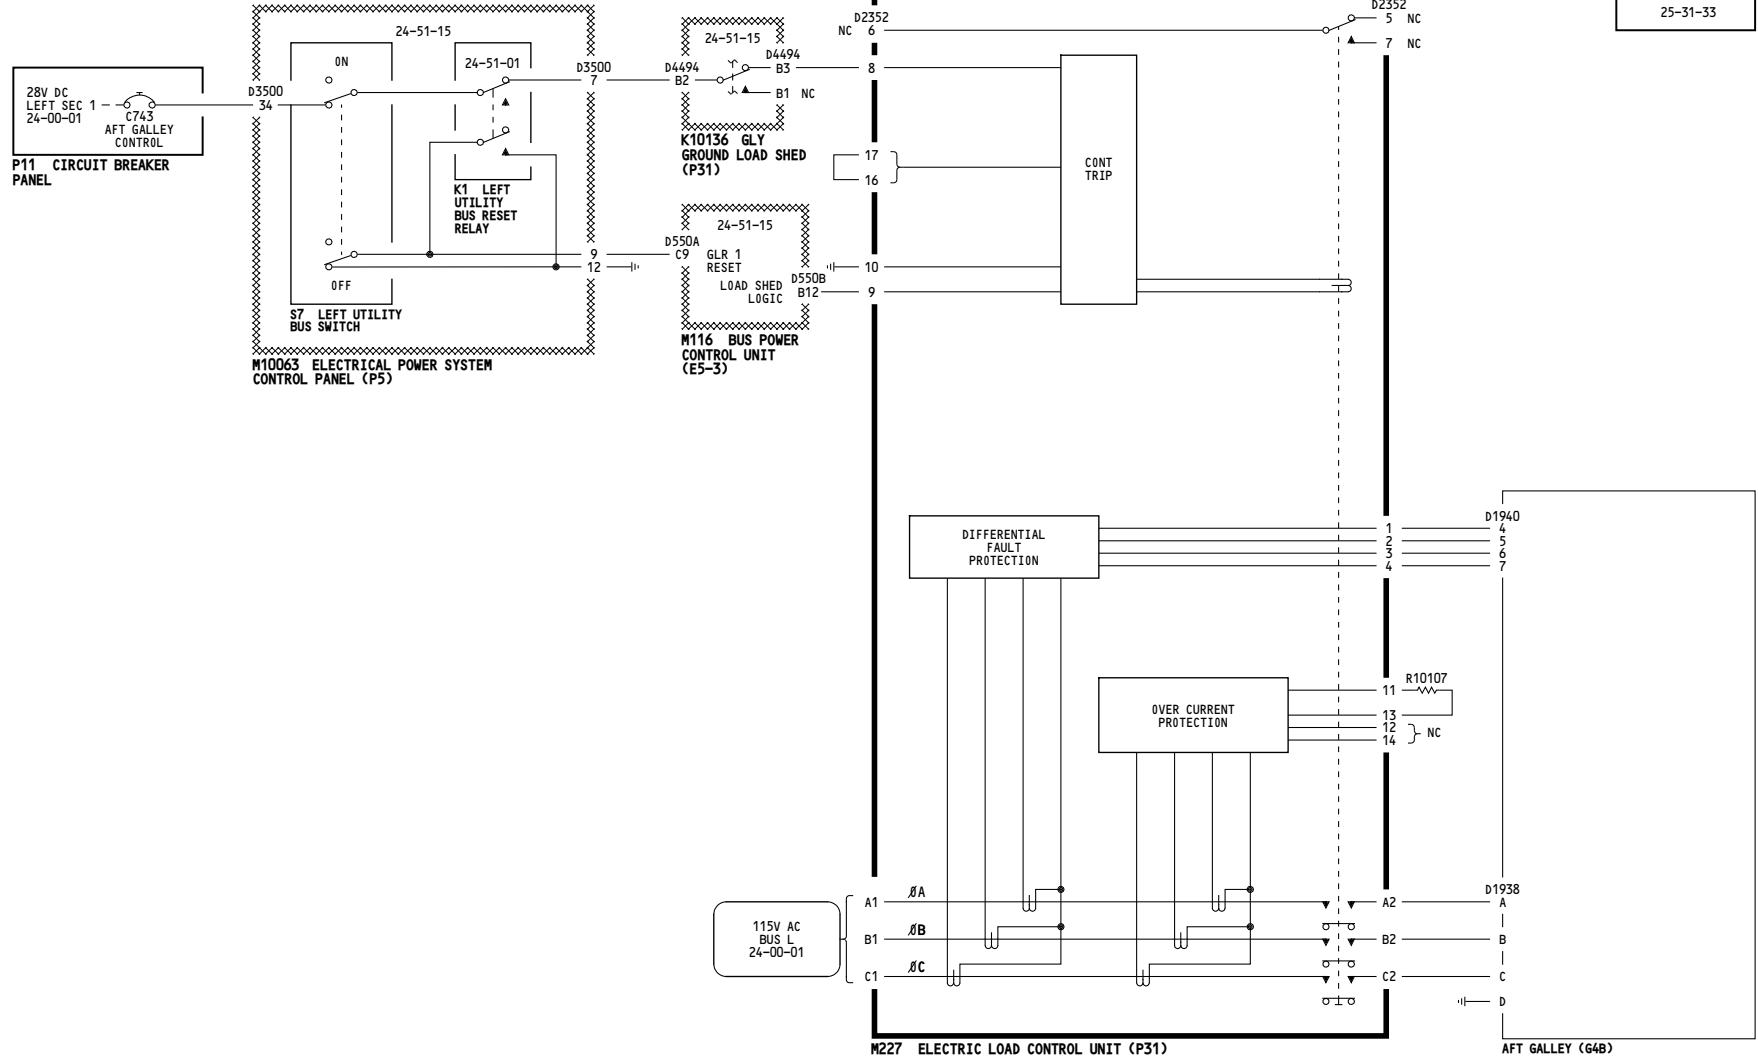 25-31-33
D2352
NC 6
D2352
5 NC
7 NC
24-51-15
ON
24-51-01
28V DC
LEFT SEC 1
24-00-01
C743
AFT GALLEY
CONTROL
P11 CIRCUIT BREAKER
PANEL
D3500
34
D3500
7
24-51-15
D4494
B2
D4494
B3
B1 NC
8
K10136 GLY
GROUND LOAD SHED
(P31)
17
16
CONT
TRIP
K1 LEFT
UTILITY
BUS RESET
RELAY
9
12
OFF
S7 LEFT UTILITY
BUS SWITCH
M10063 ELECTRICAL POWER SYSTEM
CONTROL PANEL (P5)
24-51-15
D550A
C9
GLR 1
RESET
LOAD SHED
LOGIC
D550B
B12
10
9
M116 BUS POWER
CONTROL UNIT
(E5-3)
DIFFERENTIAL
FAULT
PROTECTION
1
2
3
4
D1940
4
5
6
7
OVER CURRENT
PROTECTION
11
R10107
13
12
14
NC
115V AC
BUS L
24-00-01
A1 ØA
B1 ØB
C1 ØC
A2
B2
C2
D1938
A
B
C
D
M227 ELECTRIC LOAD CONTROL UNIT (P31)
AFT GALLEY (G4B)